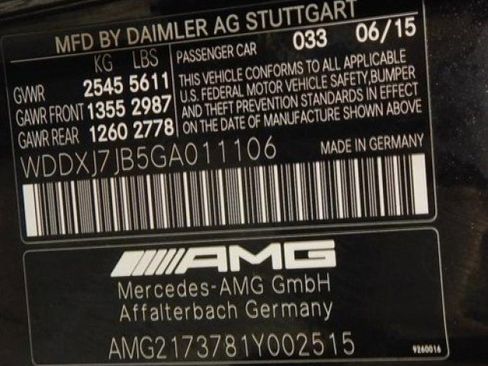 MFD BY DAIMLER AG STUTTGART
KG LBS
GVWR 2545 5611
GAWR FRONT 1355 2987
GAWR REAR 1260 2778
PASSENGER CAR 033 06/15
THIS VEHICLE CONFORMS TO ALL APPLICABLE
U.S. FEDERAL MOTOR VEHICLE SAFETY, BUMPER
AND THEFT PREVENTION STANDARDS IN EFFECT
ON THE DATE OF MANUFACTURE SHOWN ABOVE
WDDXJ7JB5GA011106 MADE IN GERMANY
AMG
Mercedes-AMG GmbH
Affalterbach Germany
AMG2173781Y002515
9260016